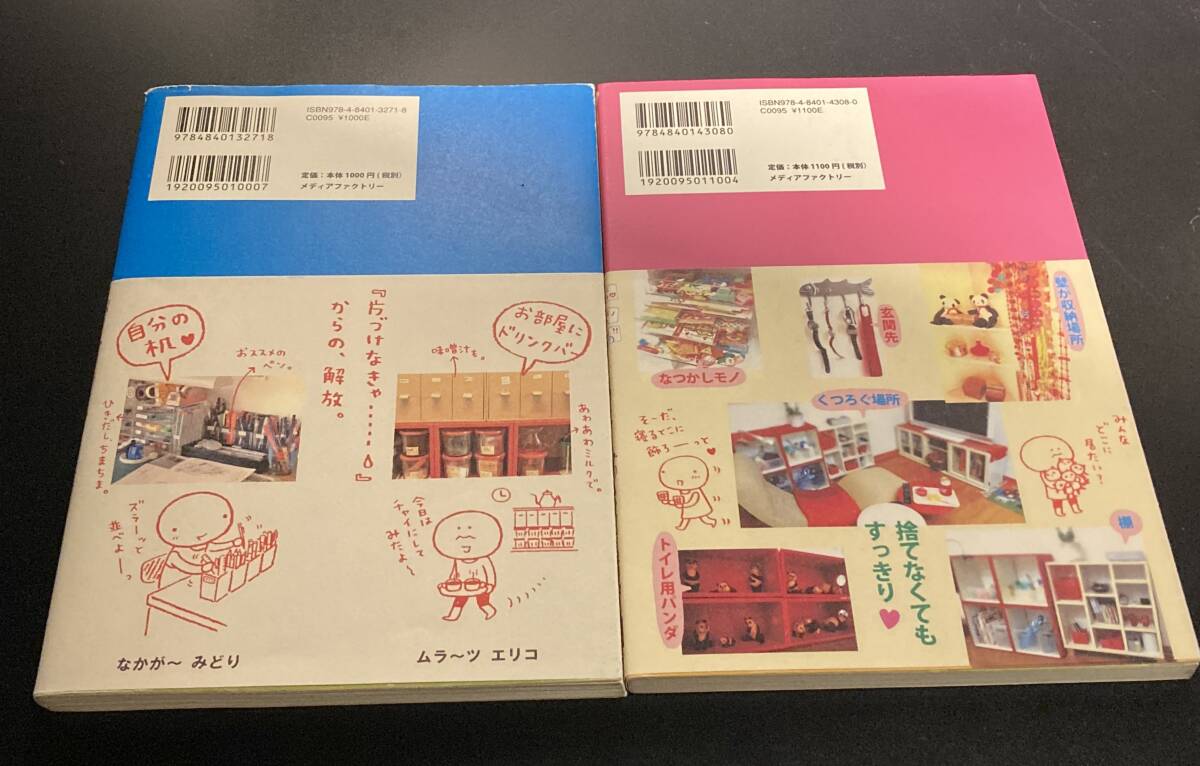 ISBN978-4-8401-3271-8
C0095 ¥1000E
9784840132718
1920095010007
定価：本体1000円(税別)
メディアファクトリー
自分の
机♥
おススメの
ペン。
ひきだし、ちまちま。
『片づけなきゃ……』
からの、解放。
お部屋に
ドリンクバー
味噌汁も。
あわあわミルクで。
ズラーッと
並べよーっ
今日は
チャイにして
みたよ〜
なかが〜 みどり
ムラ〜ツ エリコ
ISBN978-4-8401-4308-0
C0095 ¥1100E
9784840143080
1920095011004
定価：本体1100円(税別)
メディアファクトリー
なつかしモノ
玄関先
壁が収納場所
くつろぐ場所
そーだ、
寝るとこに
飾ろ――っと
みんな
どこに
居たい?
捨てなくても
すっきり♥
トイレ用パンダ
棚